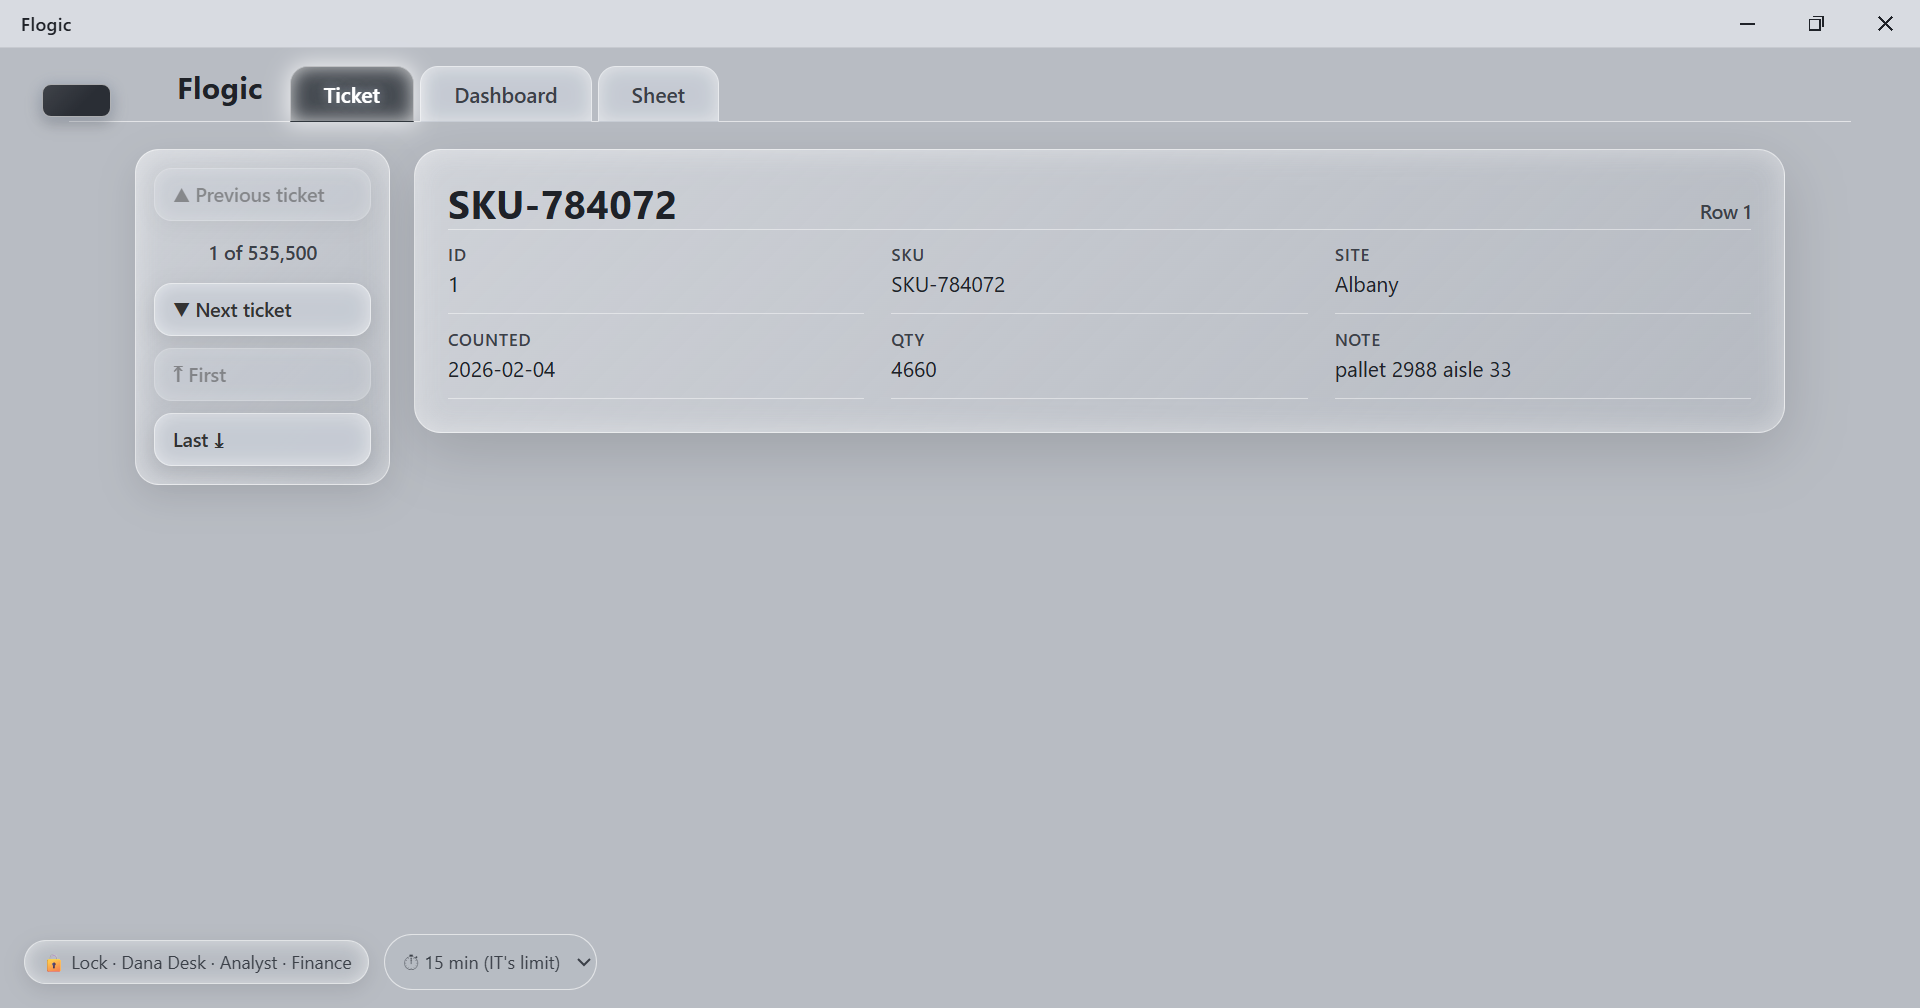 Flogic
Flogic
Ticket
Dashboard
Sheet
▲ Previous ticket
1 of 535,500
▼ Next ticket
⤒ First
Last ⤓
SKU-784072
Row 1
ID
1
SKU
SKU-784072
SITE
Albany
COUNTED
2026-02-04
QTY
4660
NOTE
pallet 2988 aisle 33
🔒 Lock · Dana Desk · Analyst · Finance
⏱ 15 min (IT's limit)